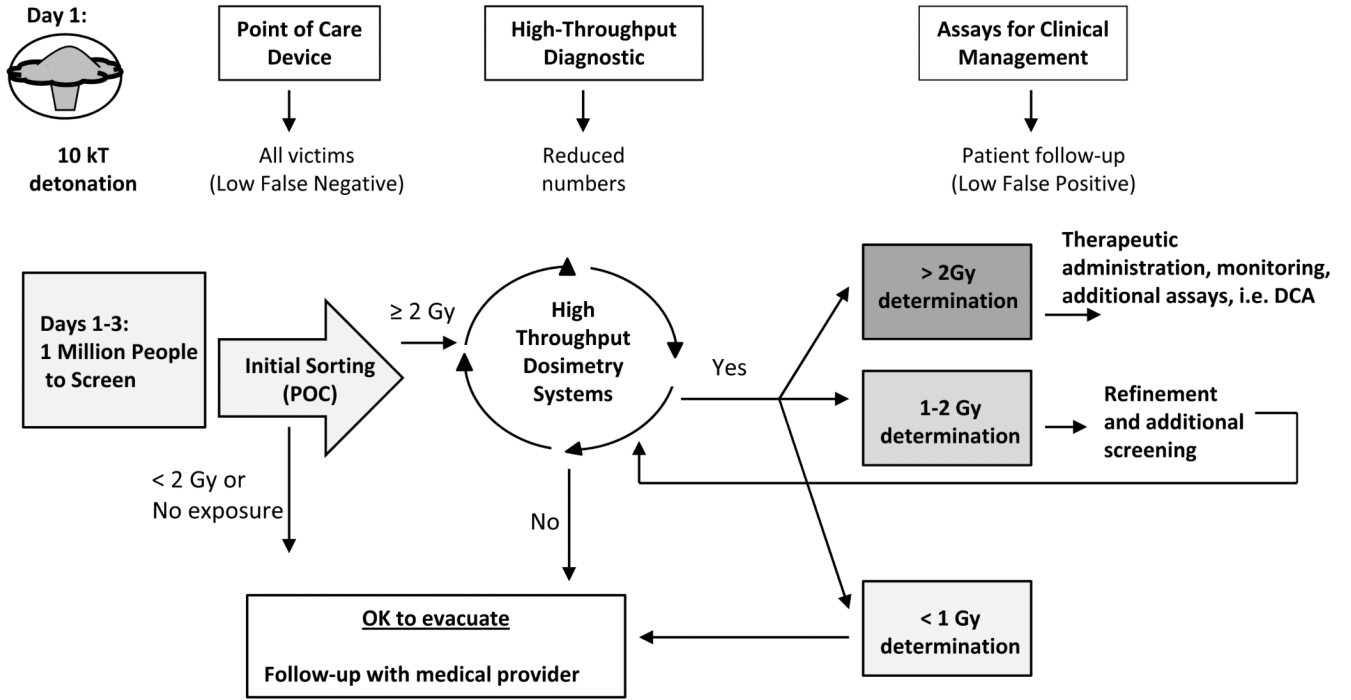 Day 1:
10 kT
detonation
Point of Care
Device
All victims
(Low False Negative)
High-Throughput
Diagnostic
Reduced
numbers
Assays for Clinical
Management
Patient follow-up
(Low False Positive)
Days 1-3:
1 Million People
to Screen
Initial Sorting
(POC)
≥ 2 Gy
High
Throughput
Dosimetry
Systems
Yes
> 2Gy
determination
Therapeutic
administration, monitoring,
additional assays, i.e. DCA
1-2 Gy
determination
Refinement
and additional
screening
< 2 Gy or
No exposure
No
< 1 Gy
determination
OK to evacuate
Follow-up with medical provider